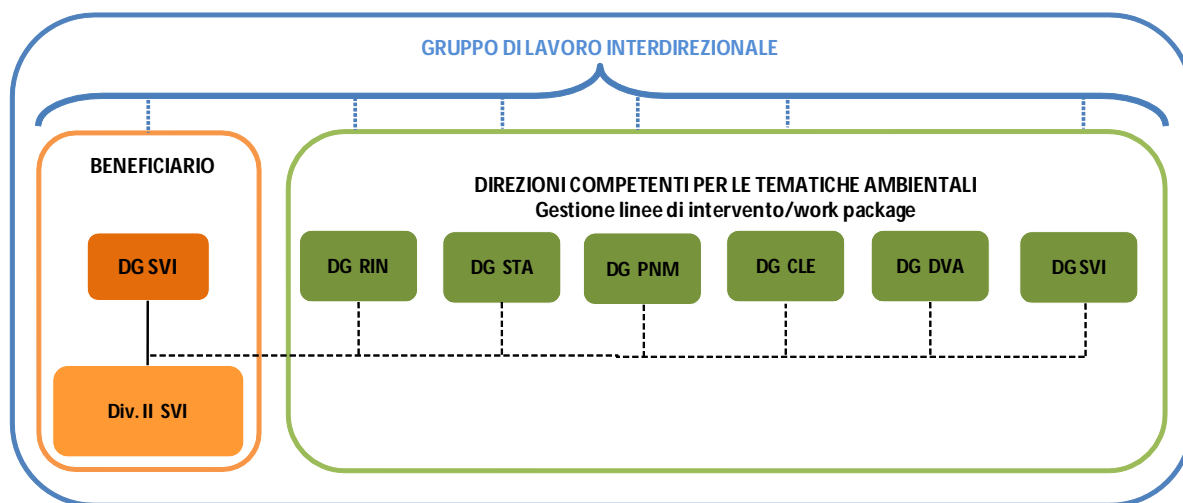 GRUPPO DI LAVORO INTERDIREZIONALE
BENEFICIARIO
DIREZIONI COMPETENTI PER LE TEMATICHE AMBIENTALI
Gestione linee di intervento/work package
DG SVI
DG RIN
DG STA
DG PNM
DG CLE
DG DVA
DG SVI
Div. II SVI